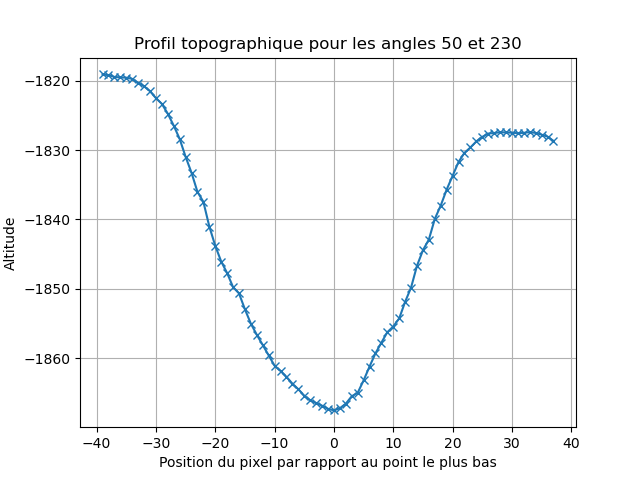 Profil topographique pour les angles 50 et 230
Altitude
−1820
−1830
−1840
−1850
−1860
−40 −30 −20 −10 0 10 20 30 40
Position du pixel par rapport au point le plus bas